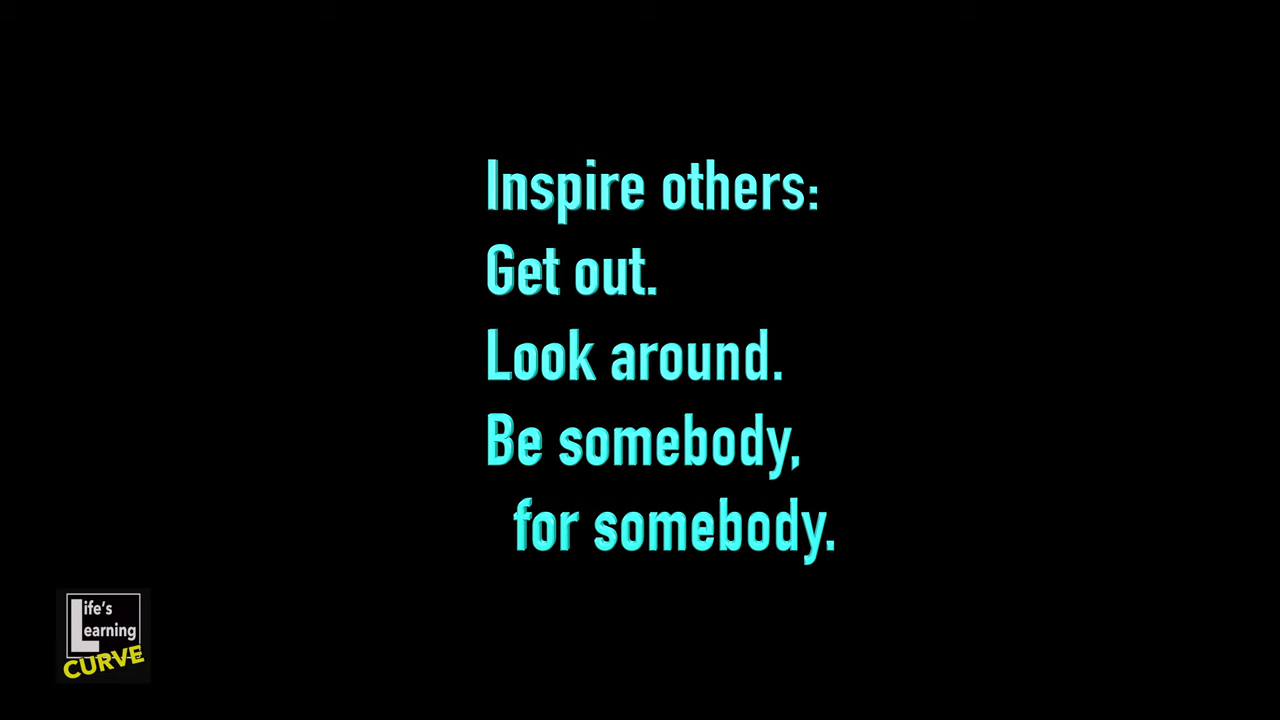 Inspire others:
Get out.
Look around.
Be somebody,
for somebody.
Life's
Learning
CURVE